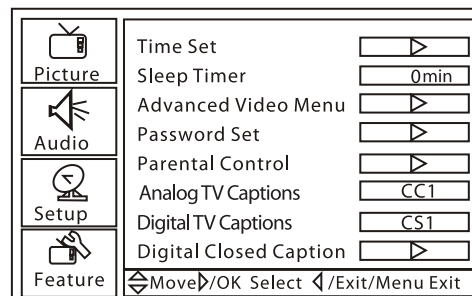 Picture
Audio
Setup
Feature
Time Set
Sleep Timer 0min
Advanced Video Menu
Password Set
Parental Control
Analog TV Captions CC1
Digital TV Captions CS1
Digital Closed Caption
Move /OK Select /Exit/Menu Exit